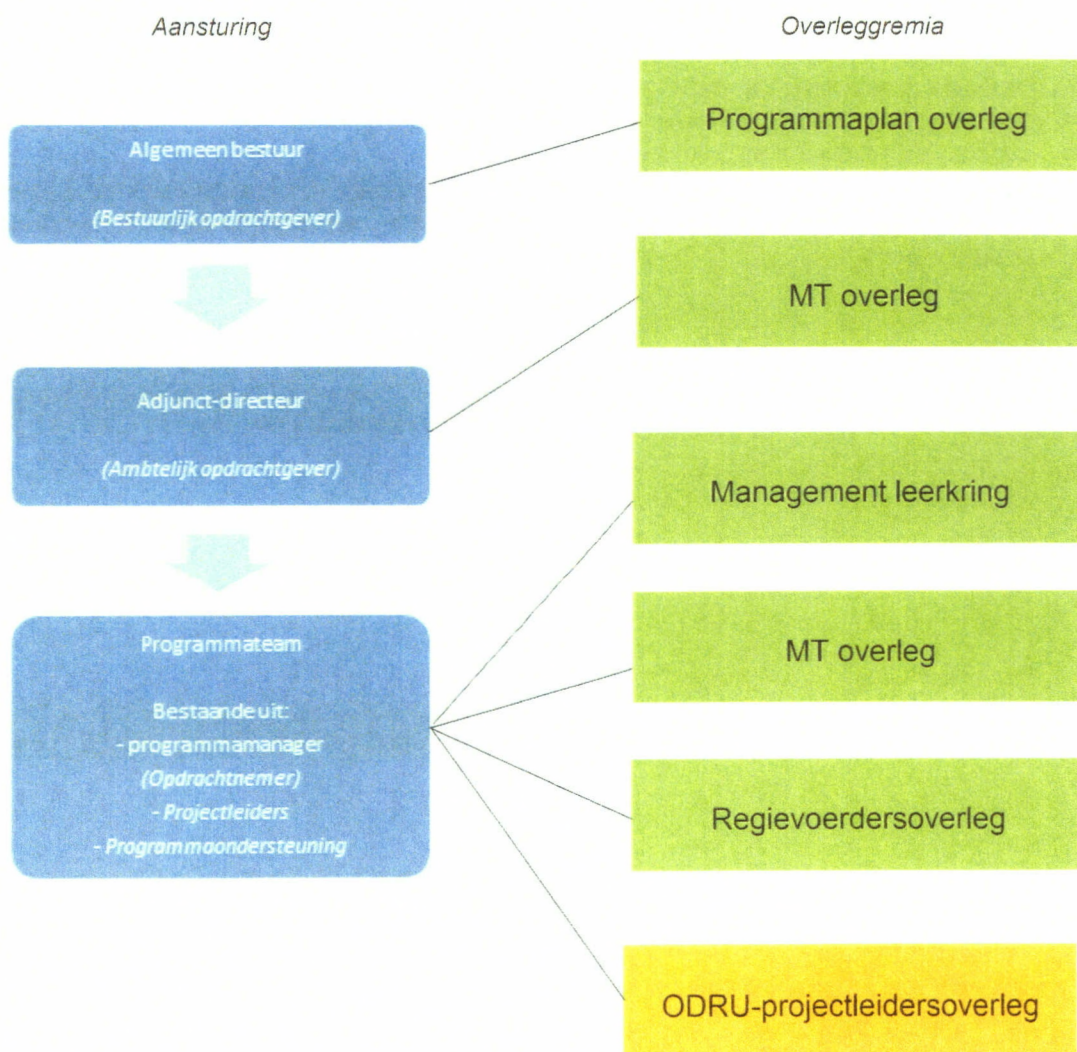 Aansturing
Overleggremia
Algemeen bestuur
(Bestuurlijk opdrachtgever)
Adjunct-directeur
(Ambtelijk opdrachtgever)
Programmateam
Bestaande uit:
- programmamanager
(Opdrachtnemer)
- Projectleiders
- Programmaondersteuning
Programmaplan overleg
MT overleg
Management leerkring
MT overleg
Regievoerdersoverleg
ODRU-projectleidersoverleg